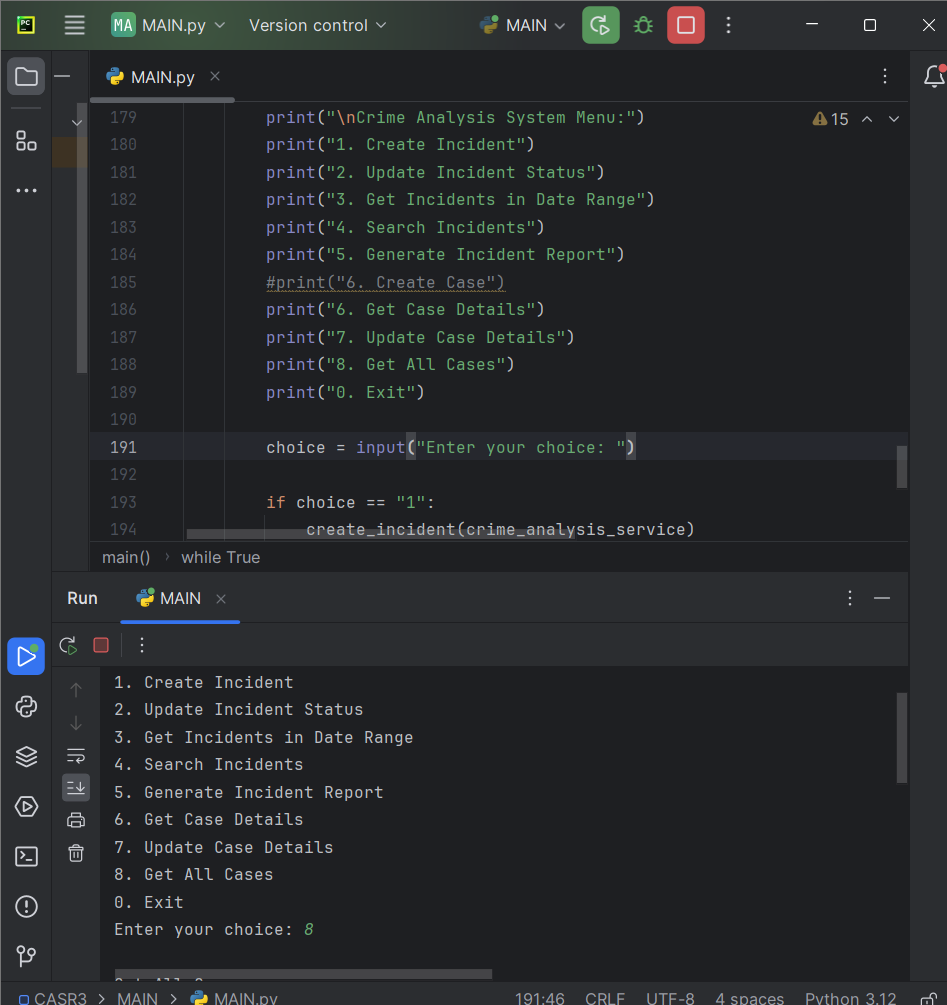 PC
MA MAIN.py Version control MAIN
MAIN.py
179 print("\nCrime Analysis System Menu:") 15
180 print("1. Create Incident")
181 print("2. Update Incident Status")
182 print("3. Get Incidents in Date Range")
183 print("4. Search Incidents")
184 print("5. Generate Incident Report")
185 #print("6. Create Case")
186 print("6. Get Case Details")
187 print("7. Update Case Details")
188 print("8. Get All Cases")
189 print("0. Exit")
190
191 choice = input("Enter your choice: ")
192
193 if choice == "1":
194 create_incident(crime_analysis_service)
main() › while True
Run MAIN
1. Create Incident
2. Update Incident Status
3. Get Incidents in Date Range
4. Search Incidents
5. Generate Incident Report
6. Get Case Details
7. Update Case Details
8. Get All Cases
0. Exit
Enter your choice: 8
CASR3 > MAIN > MAIN.py 191:46 CRLF UTF-8 4 spaces Python 3.12